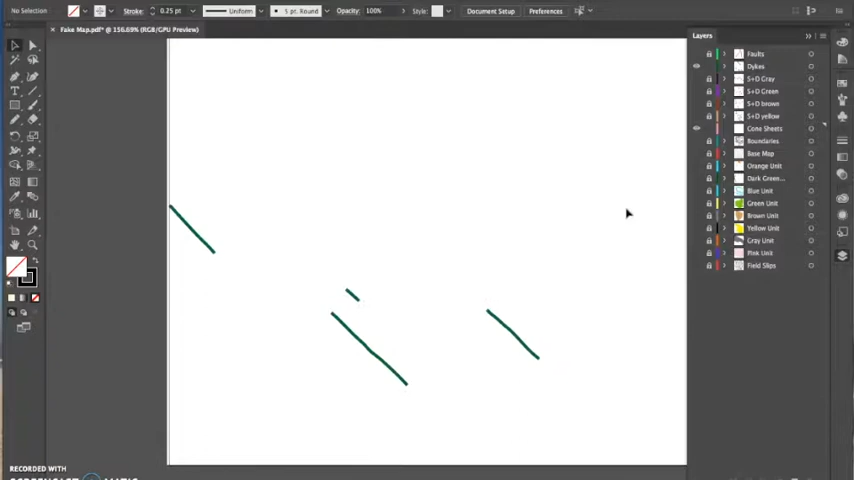 No Selection Stroke: 0.25 pt Uniform 5 pt. Round Opacity: 100% Style: Document Setup Preferences
× Fake Map.pdf* @ 156.69% (RGB/GPU Preview)
Layers
Faults
Dykes
S+D Gray
S+D Green
S+D brown
S+D yellow
Cone Sheets
Boundaries
Base Map
Orange Unit
Dark Green...
Blue Unit
Green Unit
Brown Unit
Yellow Unit
Gray Unit
Pink Unit
Field Slips
RECORDED WITH
SCREENCAST MATIC